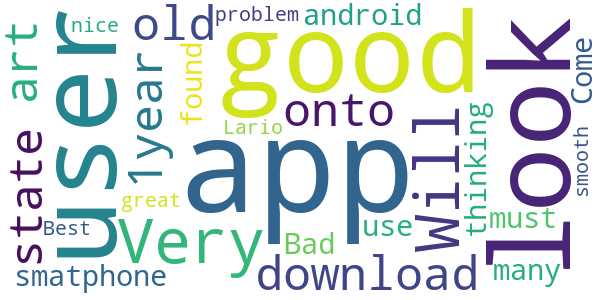 nice
problem
android
old
user
good
look
art
1year
found
onto
Will
Come
Lario
app
thinking
smooth
state
great
Best
Very
Bad
use
must
smatphone
download
many